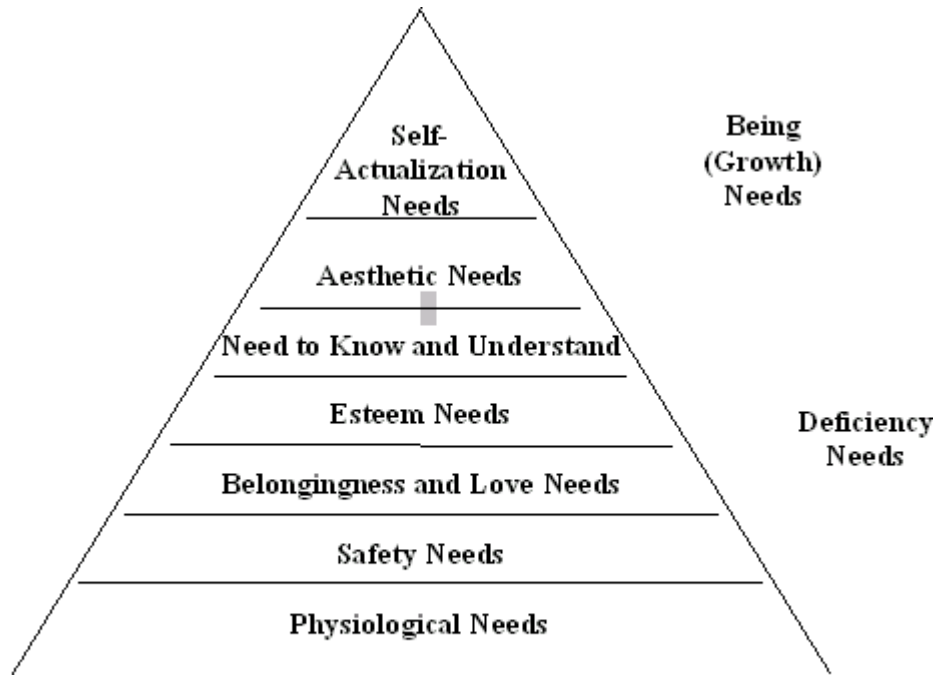 Self-
Actualization
Needs
Being
(Growth)
Needs
Aesthetic Needs
Need to Know and Understand
Esteem Needs
Deficiency
Needs
Belongingness and Love Needs
Safety Needs
Physiological Needs